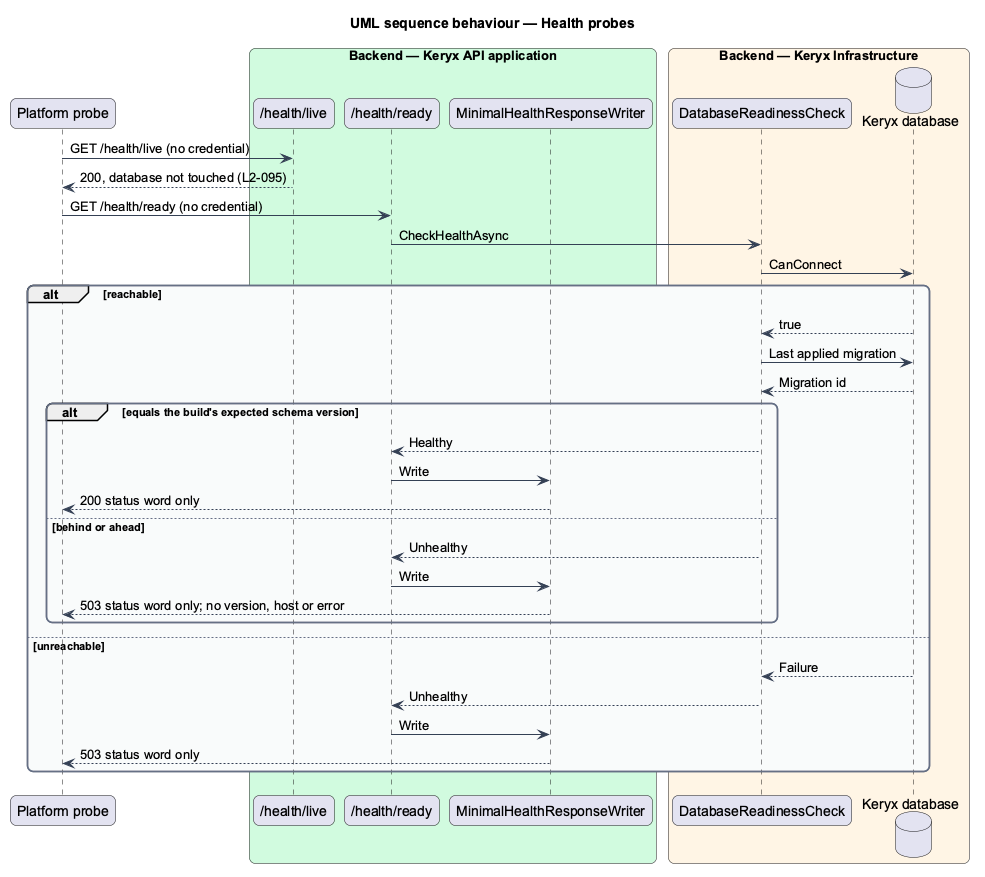 UML sequence behaviour — Health probes
Backend — Keryx API application
Backend — Keryx Infrastructure
Platform probe
/health/live
/health/ready
MinimalHealthResponseWriter
DatabaseReadinessCheck
Keryx database
GET /health/live (no credential)
200, database not touched (L2-095)
GET /health/ready (no credential)
CheckHealthAsync
CanConnect
alt
[reachable]
true
Last applied migration
Migration id
alt
[equals the build's expected schema version]
Healthy
Write
200 status word only
[behind or ahead]
Unhealthy
Write
503 status word only; no version, host or error
[unreachable]
Failure
Unhealthy
Write
503 status word only
Platform probe
/health/live
/health/ready
MinimalHealthResponseWriter
DatabaseReadinessCheck
Keryx database